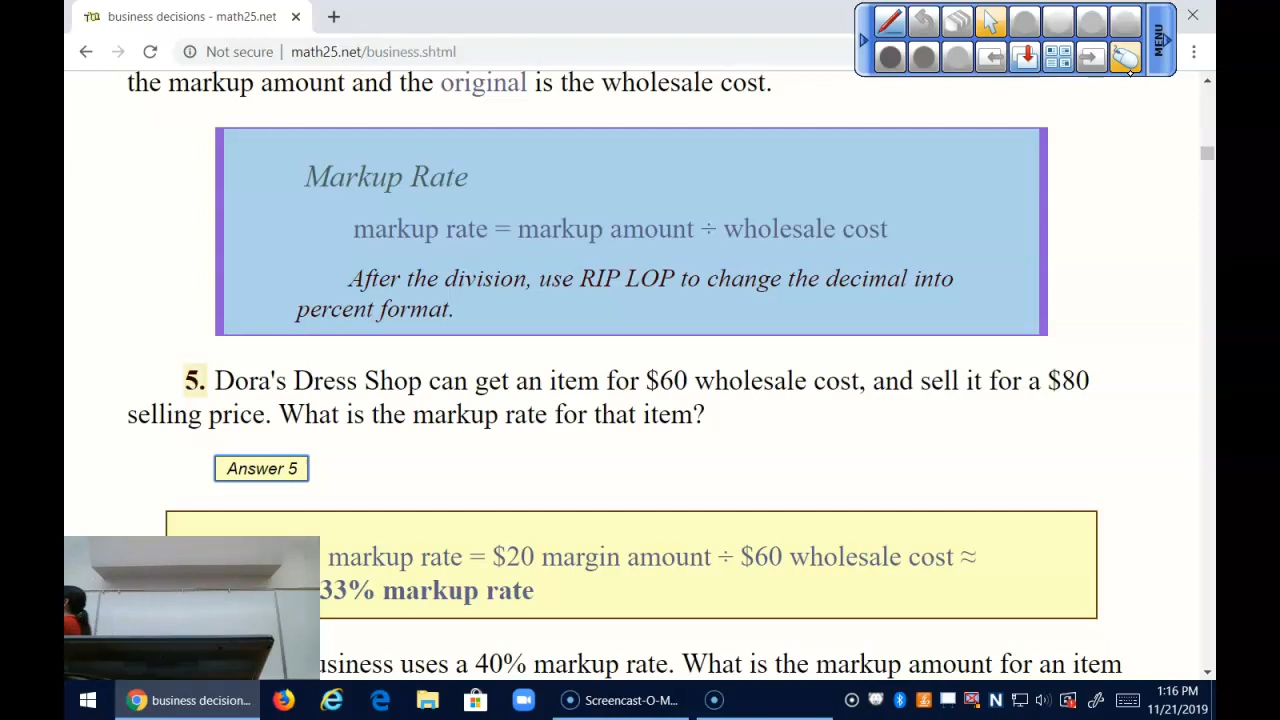 business decisions - math25.net
Not secure
math25.net/business.shtml
MENU
the markup amount and the original is the wholesale cost.
Markup Rate
markup rate = markup amount ÷ wholesale cost
After the division, use RIP LOP to change the decimal into
percent format.
5. Dora's Dress Shop can get an item for $60 wholesale cost, and sell it for a $80
selling price. What is the markup rate for that item?
Answer 5
markup rate = $20 margin amount ÷ $60 wholesale cost ≈
33% markup rate
usiness uses a 40% markup rate. What is the markup amount for an item
business decision...
Screencast-O-M...
1:16 PM
11/21/2019